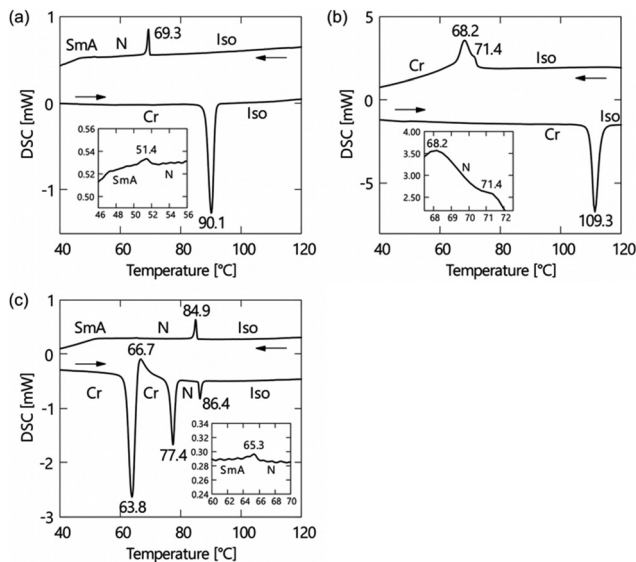 (a)
1
69.3
SmA N Iso
0
Cr Iso
DSC [mW]
0.56
0.54
0.52
0.50
51.4
SmA N
46 48 50 52 54 56
-1
90.1
40 60 80 100 120
Temperature [℃]
(b)
5
68.2
71.4
Cr Iso
0
Cr Iso
DSC [mW]
4.00
3.50
3.00
2.50
68.2
N
71.4
68 70 72
-5
109.3
40 60 80 100 120
Temperature [℃]
(c)
1
84.9
SmA N Iso
0
66.7
Cr Cr N Iso
86.4
-1
DSC [mW]
77.4
0.34
0.32
0.30
0.28
0.26
0.24
65.3
SmA N
60 62 64 66 68 70
-2
63.8
-3
40 60 80 100 120
Temperature [℃]